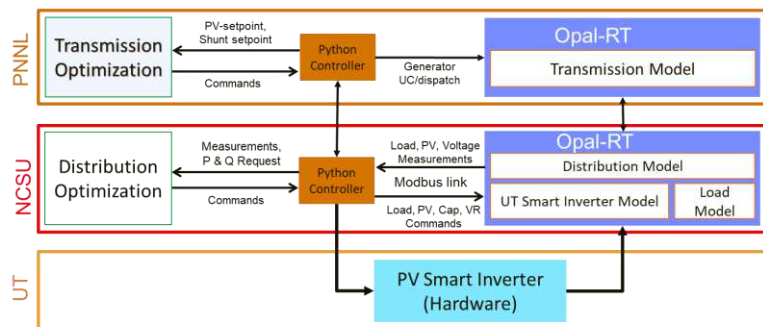 PNNL
Transmission
Optimization
PV-setpoint,
Shunt setpoint
Commands
Python
Controller
Generator
UC/dispatch
Opal-RT
Transmission Model
NCSU
Distribution
Optimization
Measurements,
P & Q Request
Commands
Python
Controller
Load, PV, Voltage
Measurements
Modbus link
Load, PV, Cap, VR
Commands
Opal-RT
Distribution Model
UT Smart Inverter Model
Load
Model
UT
PV Smart Inverter
(Hardware)